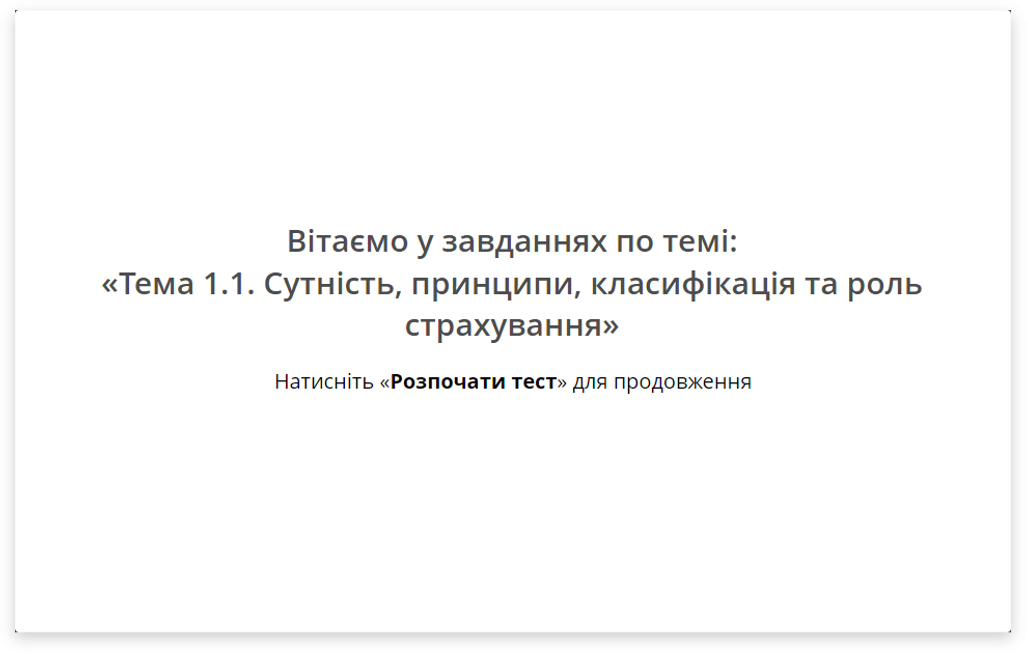 Вітаємо у завданнях по темі:
«Тема 1.1. Сутність, принципи, класифікація та роль
страхування»
Натисніть «Розпочати тест» для продовження